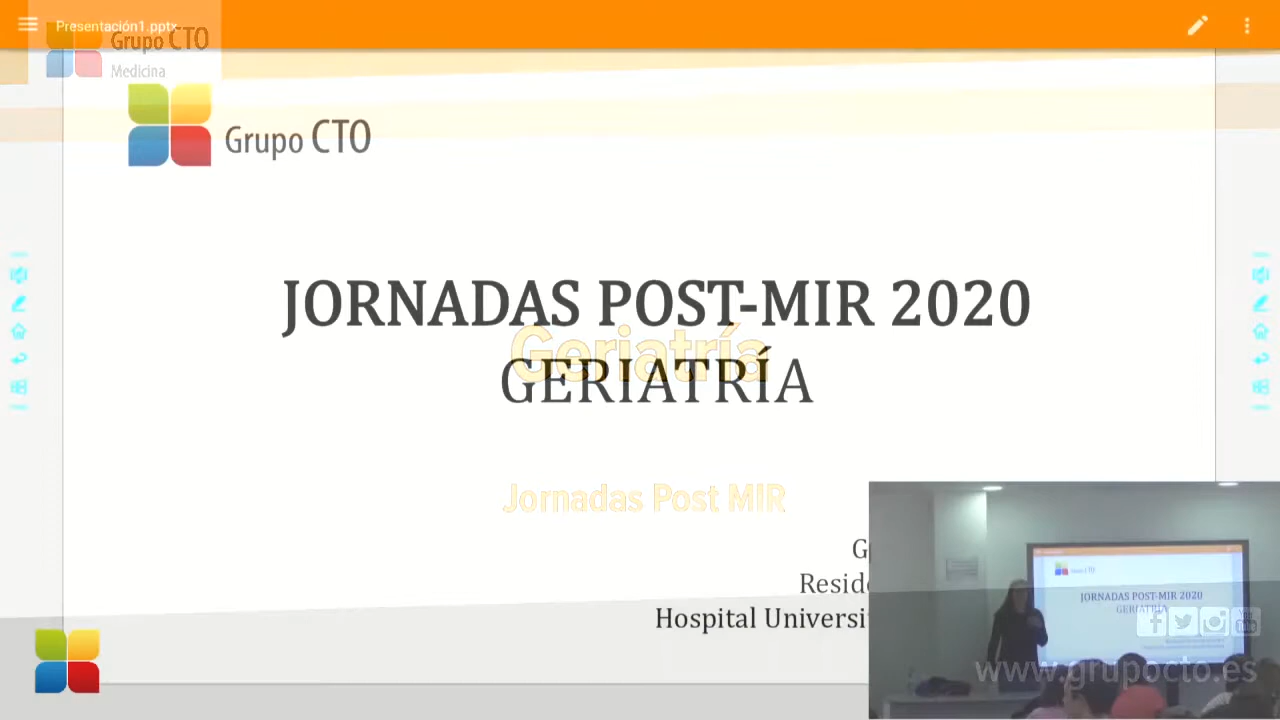 Presentación1.pptx
Grupo CTO
Medicina
Grupo CTO
JORNADAS POST-MIR 2020
Geriatría
GERIATRÍA
Jornadas Post MIR
Hospital
JORNADAS POST-MIR 2020
GERIATRÍA
www.grupocto.es